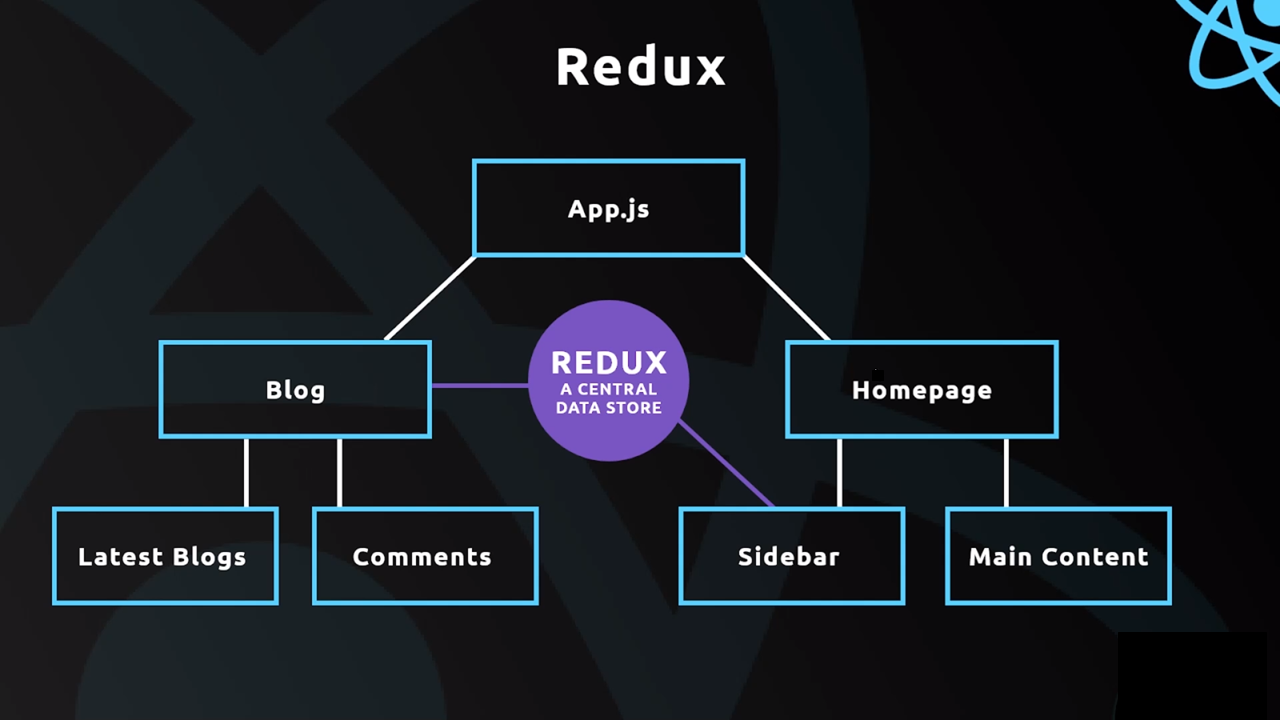 Redux
App.js
REDUX
A CENTRAL
DATA STORE
Blog
Homepage
Latest Blogs
Comments
Sidebar
Main Content